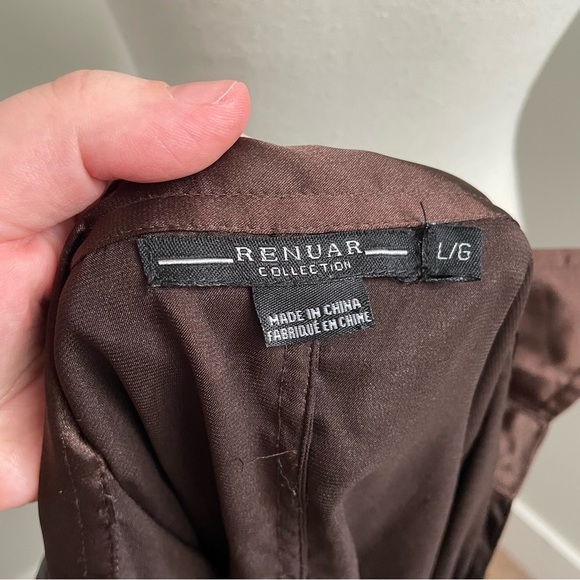 RENUAR
COLLECTION
L/G
MADE IN CHINA
FABRIQUÉ EN CHINE